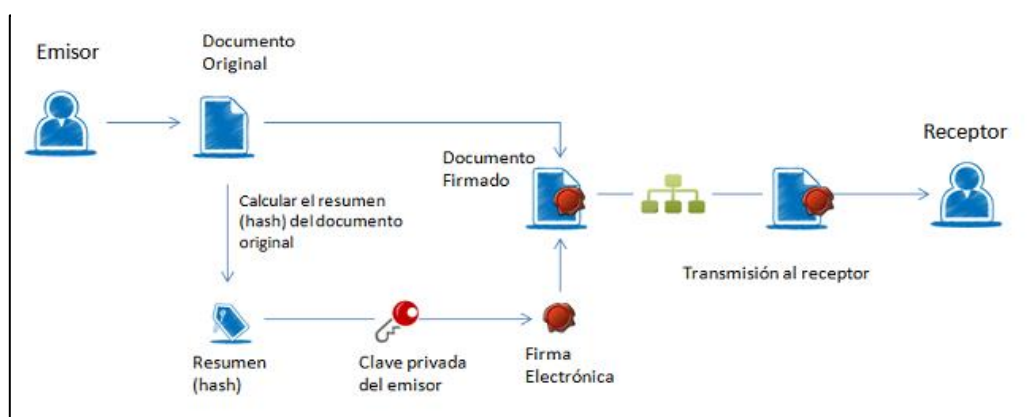 Emisor
Documento
Original
Receptor
Documento
Firmado
Calcular el resumen
(hash) del documento
original
Transmisión al receptor
Resumen
(hash)
Clave privada
del emisor
Firma
Electrónica